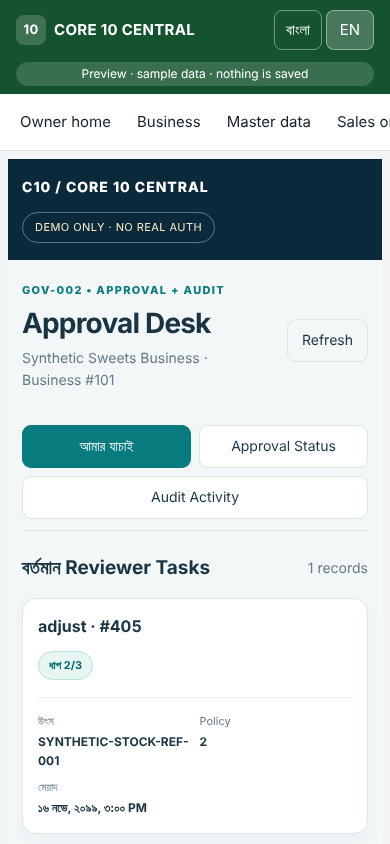 10 CORE 10 CENTRAL বাংলা EN
Preview · sample data · nothing is saved
Owner home Business Master data Sales
C10 / CORE 10 CENTRAL
DEMO ONLY · NO REAL AUTH
GOV-002 • APPROVAL + AUDIT
Approval Desk
Refresh
Synthetic Sweets Business ·
Business #101
আমার যাচাই Approval Status
Audit Activity
বর্তমান Reviewer Tasks 1 records
adjust · #405
ধাপ 2/3
উৎস Policy
SYNTHETIC-STOCK-REF- 2
001
মেয়াদ
১৬ নভে, ২০৯৯, ৩:০০ PM